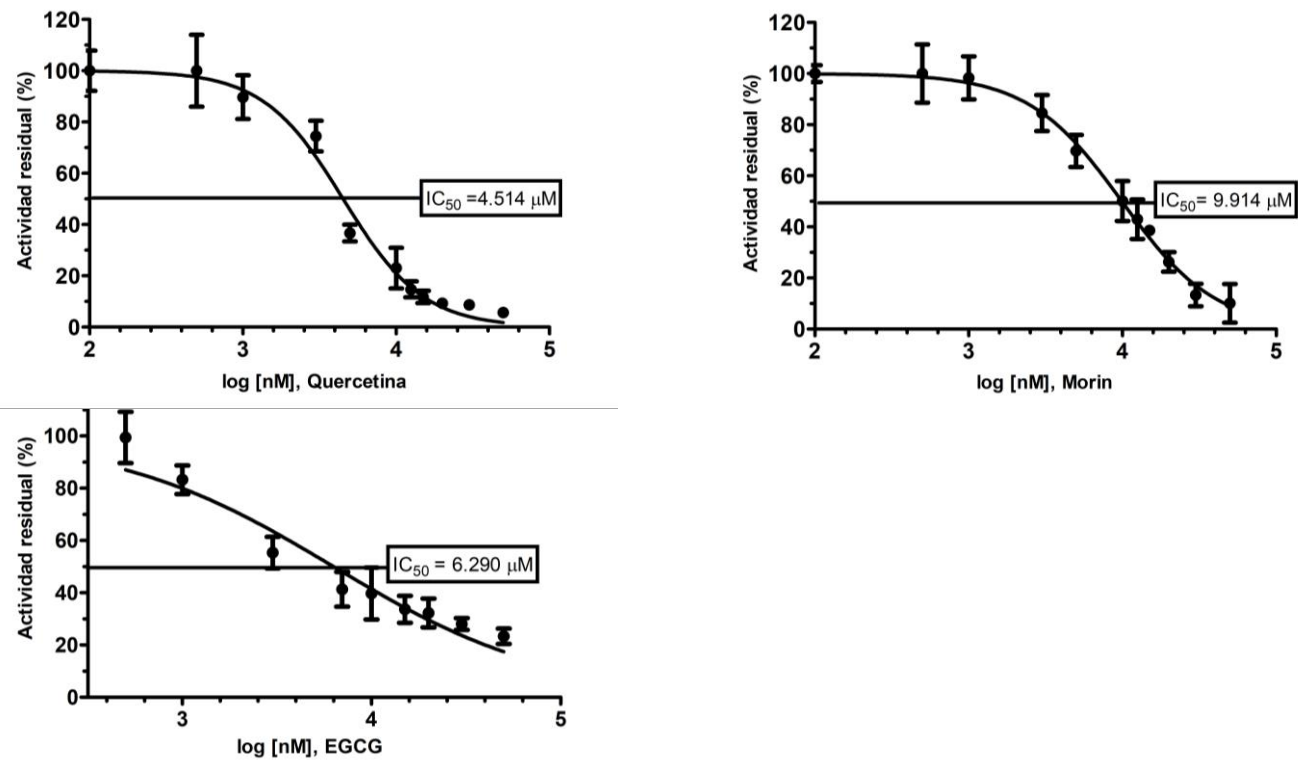 120
100
80
60
40
20
0
Actividad residual (%)
IC50 =4.514 µM
2 3 4 5
log [nM], Quercetina
120
100
80
60
40
20
0
Actividad residual (%)
IC50= 9.914 µM
2 3 4 5
log [nM], Morin
100
80
60
40
20
0
Actividad residual (%)
IC50 = 6.290 µM
3 4 5
log [nM], EGCG